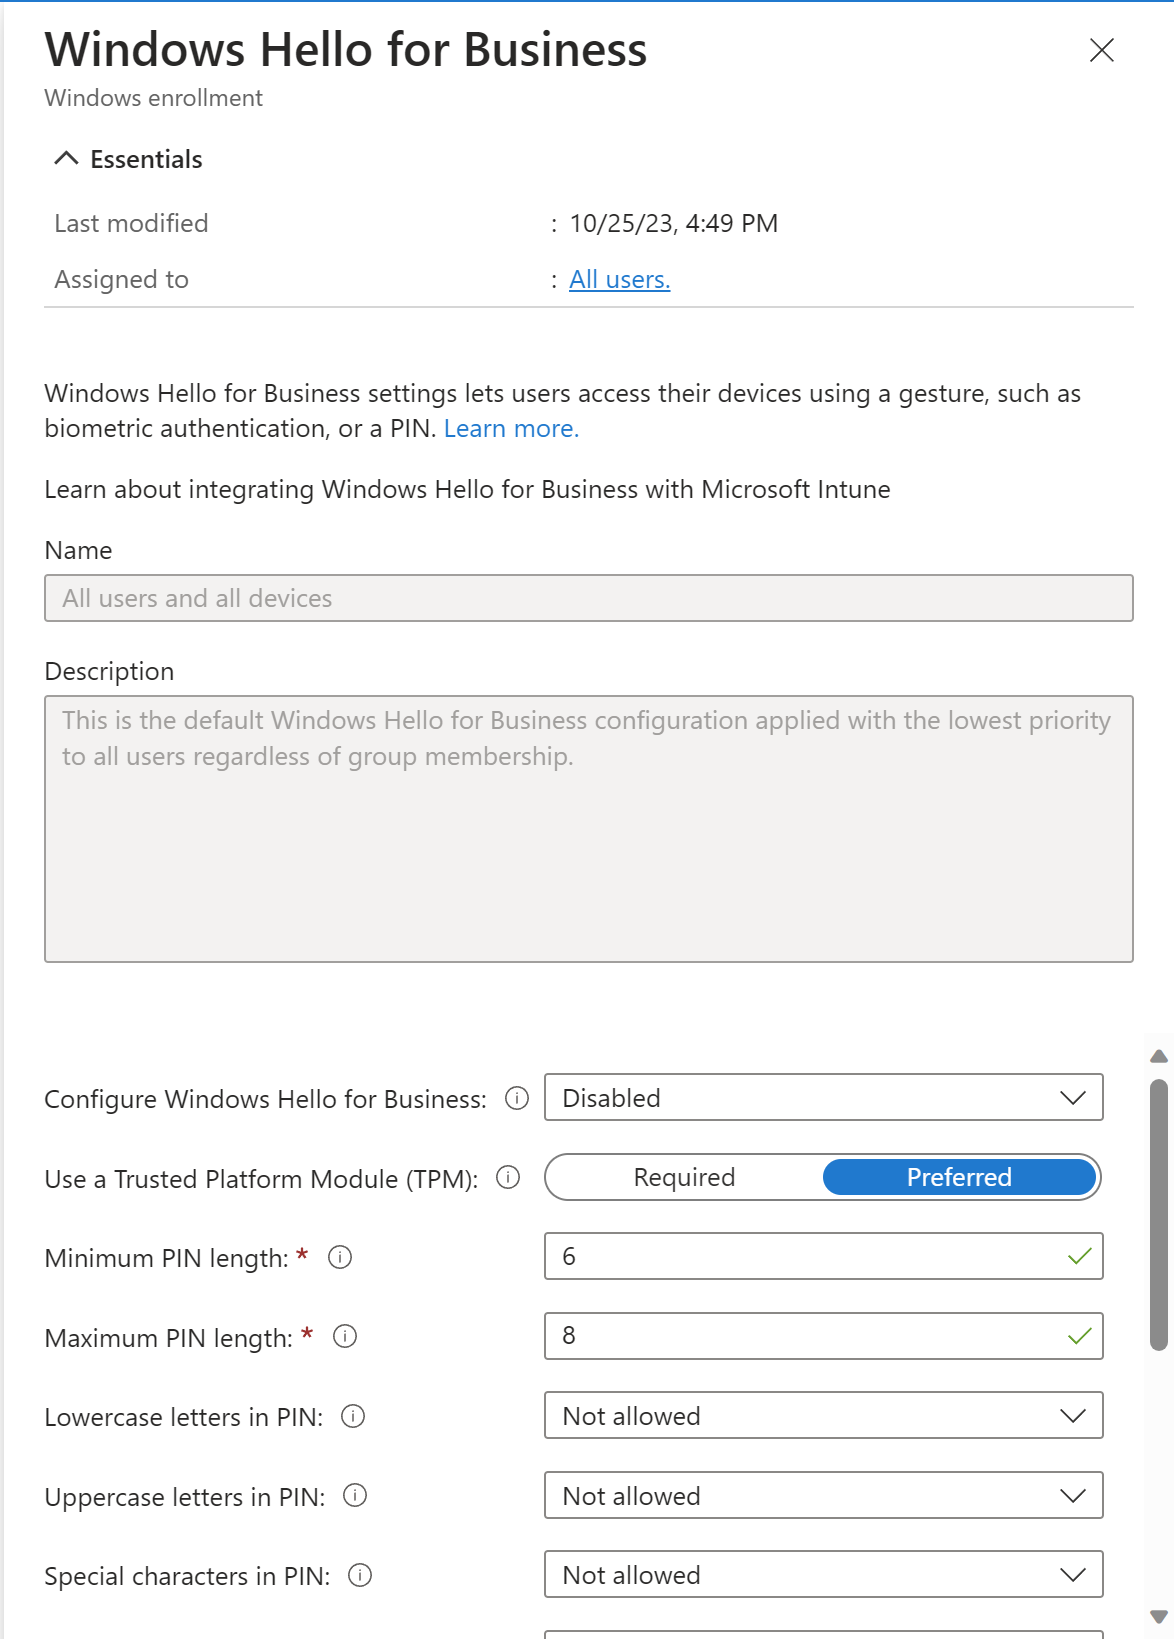 Windows Hello for Business
Windows enrollment
Essentials
Last modified : 10/25/23, 4:49 PM
Assigned to : All users.
Windows Hello for Business settings lets users access their devices using a gesture, such as
biometric authentication, or a PIN. Learn more.
Learn about integrating Windows Hello for Business with Microsoft Intune
Name
All users and all devices
Description
This is the default Windows Hello for Business configuration applied with the lowest priority
to all users regardless of group membership.
Configure Windows Hello for Business: Disabled
Use a Trusted Platform Module (TPM): Required Preferred
Minimum PIN length: * 6
Maximum PIN length: * 8
Lowercase letters in PIN: Not allowed
Uppercase letters in PIN: Not allowed
Special characters in PIN: Not allowed